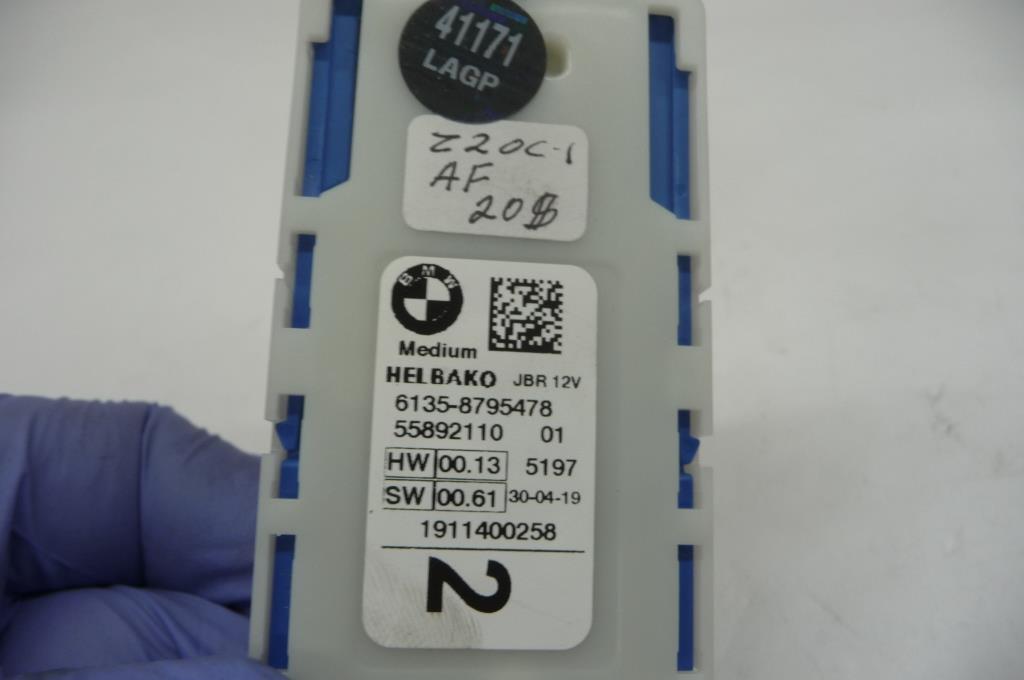 41171
LAGP
Z20C-1
AF
20$
BMW
Medium
HELBAKO JBR 12V
6135-8795478
55892110 01
HW 00.13 5197
SW 00.61 30-04-19
1911400258
2